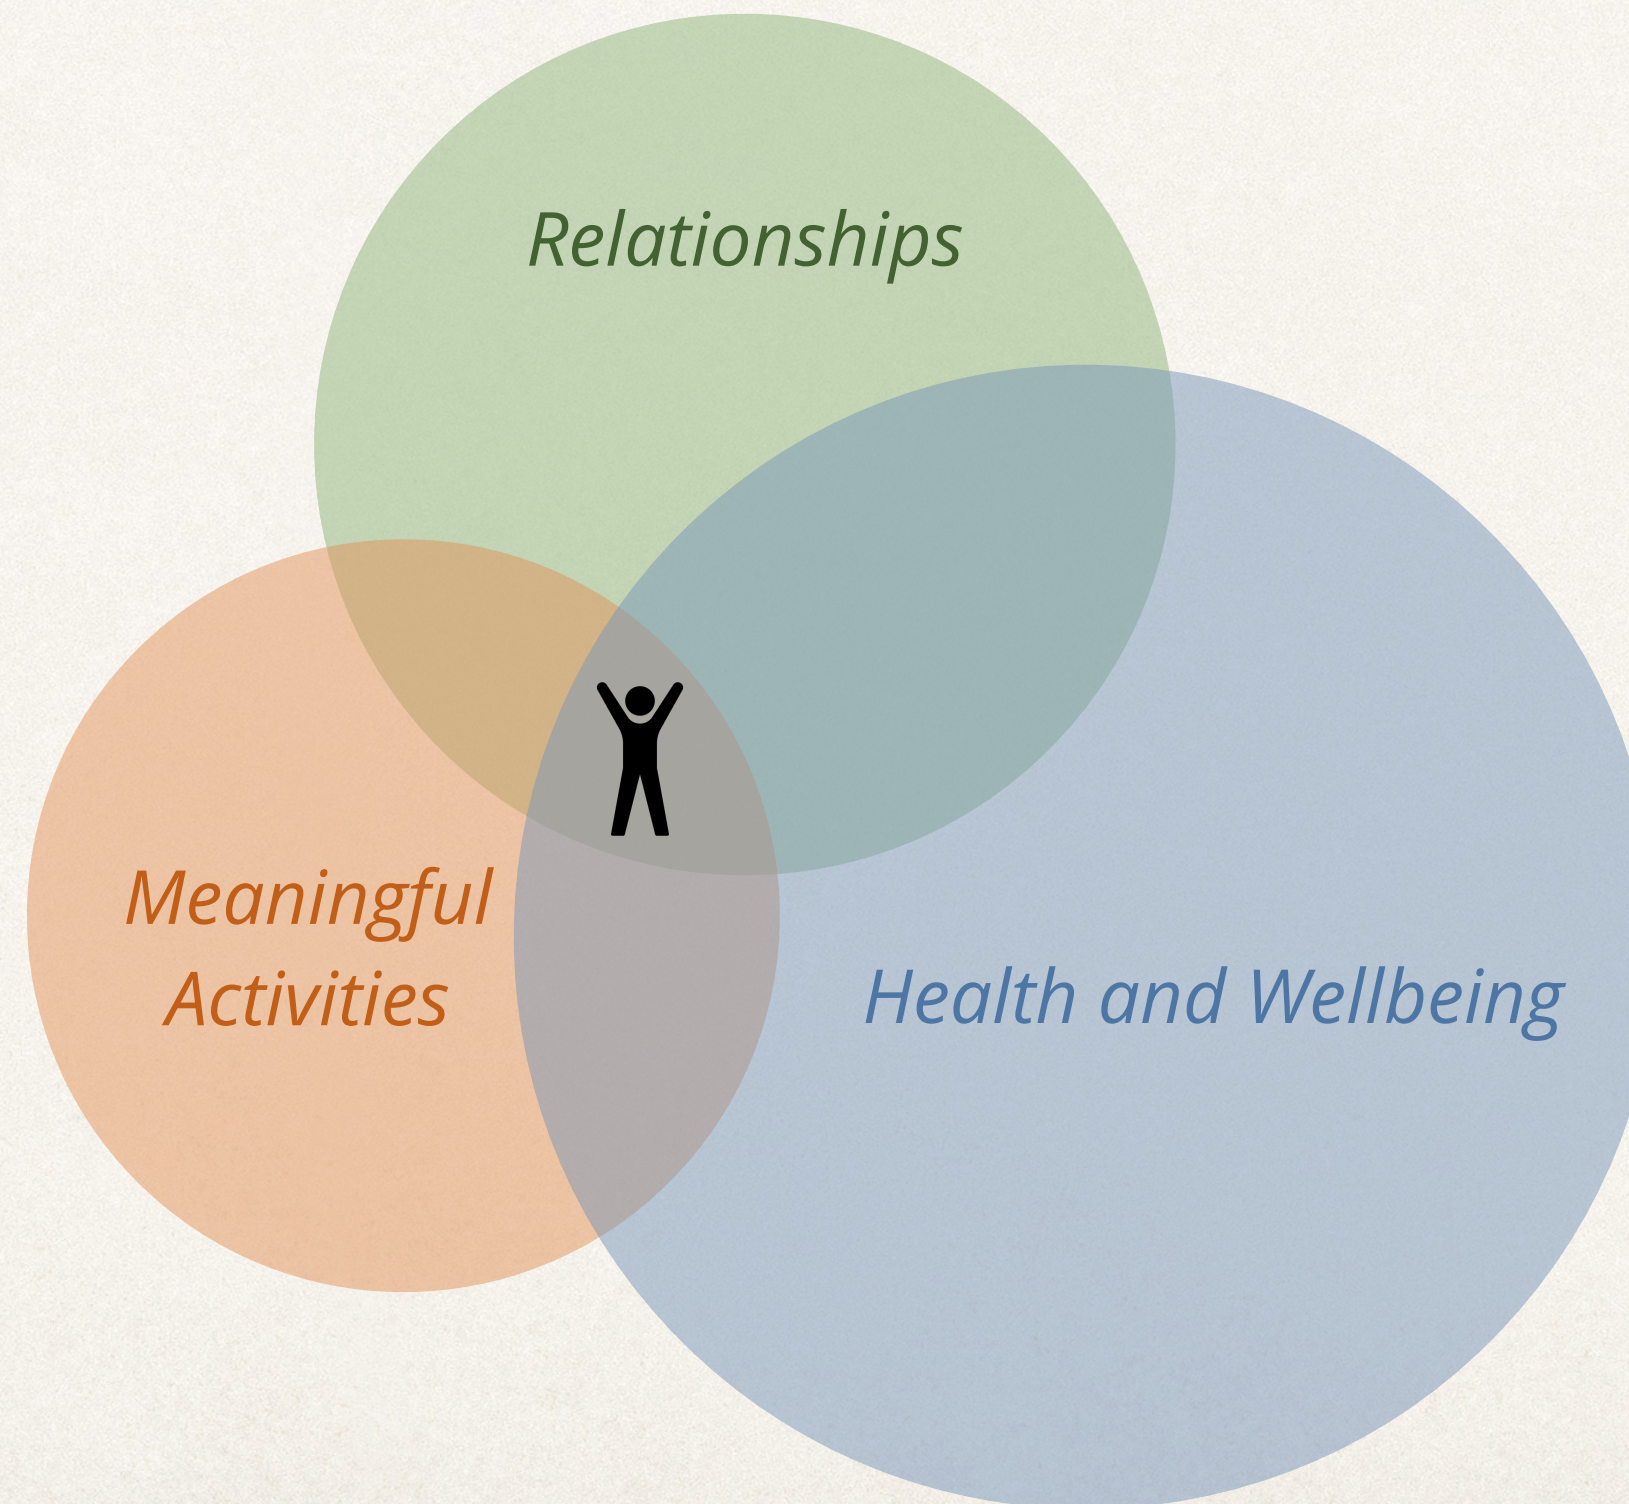 Relationships
Meaningful
Activities
Health and Wellbeing